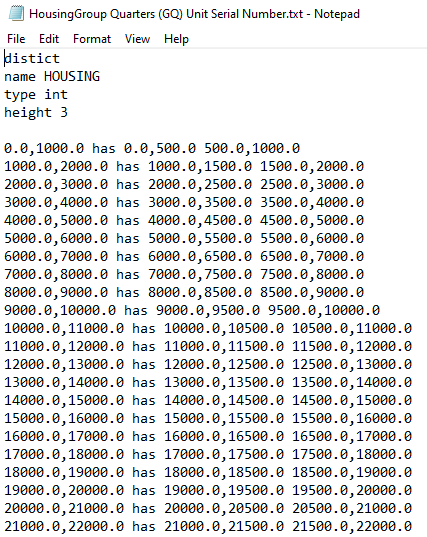 HousingGroup Quarters (GQ) Unit Serial Number.txt - Notepad
File Edit Format View Help
distict
name HOUSING
type int
height 3
0.0,1000.0 has 0.0,500.0 500.0,1000.0
1000.0,2000.0 has 1000.0,1500.0 1500.0,2000.0
2000.0,3000.0 has 2000.0,2500.0 2500.0,3000.0
3000.0,4000.0 has 3000.0,3500.0 3500.0,4000.0
4000.0,5000.0 has 4000.0,4500.0 4500.0,5000.0
5000.0,6000.0 has 5000.0,5500.0 5500.0,6000.0
6000.0,7000.0 has 6000.0,6500.0 6500.0,7000.0
7000.0,8000.0 has 7000.0,7500.0 7500.0,8000.0
8000.0,9000.0 has 8000.0,8500.0 8500.0,9000.0
9000.0,10000.0 has 9000.0,9500.0 9500.0,10000.0
10000.0,11000.0 has 10000.0,10500.0 10500.0,11000.0
11000.0,12000.0 has 11000.0,11500.0 11500.0,12000.0
12000.0,13000.0 has 12000.0,12500.0 12500.0,13000.0
13000.0,14000.0 has 13000.0,13500.0 13500.0,14000.0
14000.0,15000.0 has 14000.0,14500.0 14500.0,15000.0
15000.0,16000.0 has 15000.0,15500.0 15500.0,16000.0
16000.0,17000.0 has 16000.0,16500.0 16500.0,17000.0
17000.0,18000.0 has 17000.0,17500.0 17500.0,18000.0
18000.0,19000.0 has 18000.0,18500.0 18500.0,19000.0
19000.0,20000.0 has 19000.0,19500.0 19500.0,20000.0
20000.0,21000.0 has 20000.0,20500.0 20500.0,21000.0
21000.0,22000.0 has 21000.0,21500.0 21500.0,22000.0